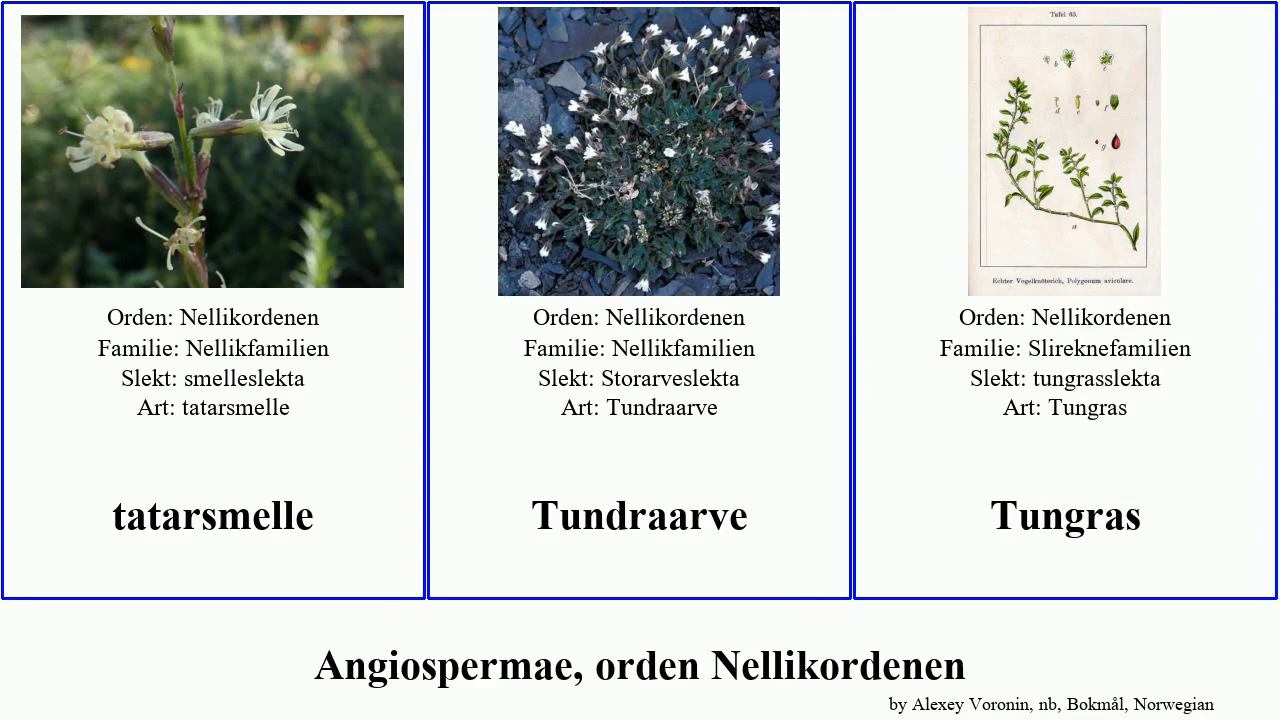 Tafel 63.
Echter Vogelknöterich, Polygonum aviculare.
Orden: Nellikordenen
Familie: Nellikfamilien
Slekt: smelleslekta
Art: tatarsmelle
tatarsmelle
Orden: Nellikordenen
Familie: Nellikfamilien
Slekt: Storarveslekta
Art: Tundraarve
Tundraarve
Orden: Nellikordenen
Familie: Slireknefamilien
Slekt: tungrasslekta
Art: Tungras
Tungras
Angiospermae, orden Nellikordenen
by Alexey Voronin, nb, Bokmål, Norwegian